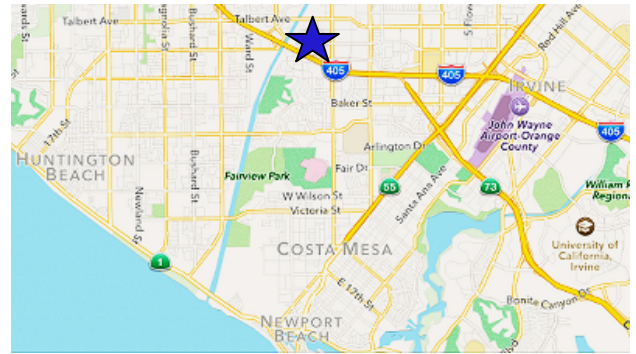 Talbert Ave
Talbert Ave
Bushard St
Ward St
Red Hill Ave
405
405
IRVINE
Baker St
John Wayne
Airport-Orange
County
405
17th St
HUNTINGTON
BEACH
Arlington Dr
Fairview Park
Fair Dr
Bushard St
Newland St
55
73
Santa Ana Ave
W Wilson St
Victoria St
University of
California,
Irvine
COSTA MESA
1
E 17th St
Bonita Canyon Dr
NEWPORT
BEACH